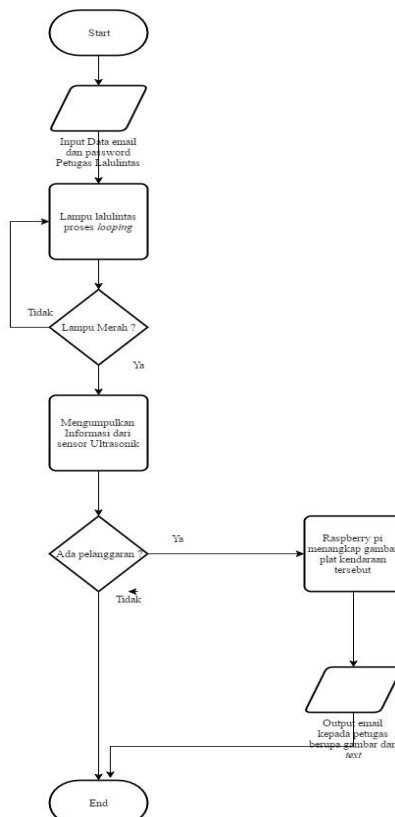 Start
Input Data email
dan password
Petugas Lalulintas
Lampu lalulintas
proses looping
Tidak
Lampu Merah ?
Ya
Mengumpulkan
Informasi dari
sensor Ultrasonik
Ada pelanggaran ?
Ya
Tidak
Raspberry pi
menangkap gambar
plat kendaraan
tersebut
Output email
kepada petugas
berupa gambar dan
text
End